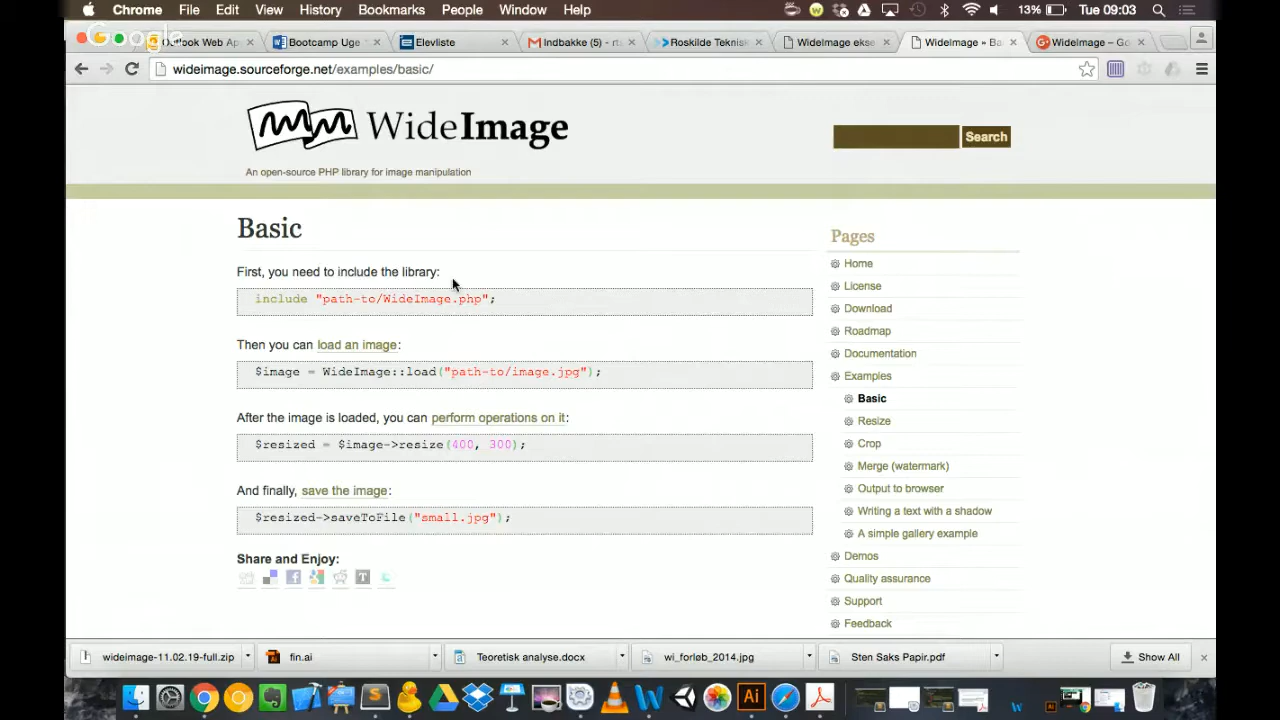 Chrome File Edit View History Bookmarks People Window Help 13% Tue 09:03
Google
Outlook Web Ap Bootcamp Uge Elevliste Indbakke (5) - rts Roskilde Teknis WideImage ekse WideImage » Ba WideImage – Go
wideimage.sourceforge.net/examples/basic/
WideImage
Search
An open-source PHP library for image manipulation
Basic
First, you need to include the library:
include "path-to/WideImage.php";
Then you can load an image:
$image = WideImage::load("path-to/image.jpg");
After the image is loaded, you can perform operations on it:
$resized = $image->resize(400, 300);
And finally, save the image:
$resized->saveToFile("small.jpg");
Share and Enjoy:
Pages
Home
License
Download
Roadmap
Documentation
Examples
Basic
Resize
Crop
Merge (watermark)
Output to browser
Writing a text with a shadow
A simple gallery example
Demos
Quality assurance
Support
Feedback
wideimage-11.02.19-full.zip fin.ai Teoretisk analyse.docx wi_forløb_2014.jpg Sten Saks Papir.pdf Show All